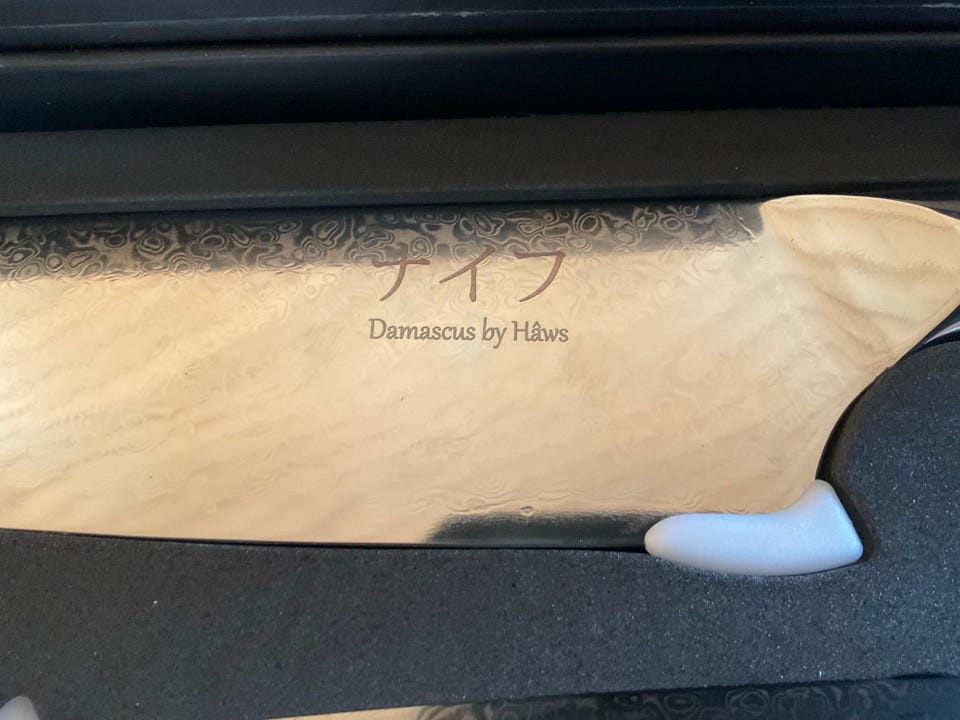 ナイフ
Damascus by Hâws